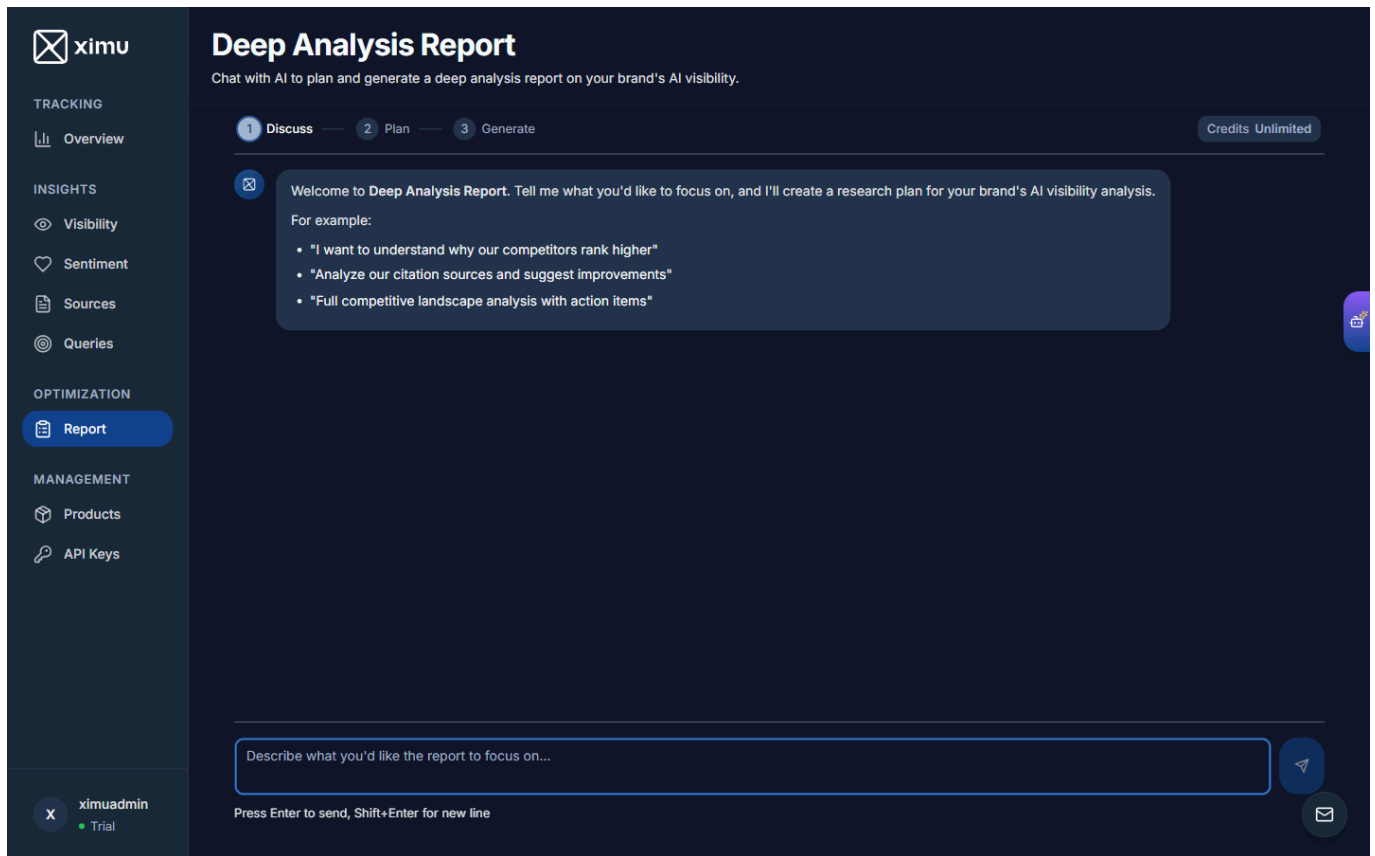 ximu
TRACKING
Overview
INSIGHTS
Visibility
Sentiment
Sources
Queries
OPTIMIZATION
Report
MANAGEMENT
Products
API Keys
X
ximuadmin
Trial
Deep Analysis Report
Chat with AI to plan and generate a deep analysis report on your brand's AI visibility.
1 Discuss 2 Plan 3 Generate
Credits Unlimited
Welcome to Deep Analysis Report. Tell me what you'd like to focus on, and I'll create a research plan for your brand's AI visibility analysis.
For example:
• "I want to understand why our competitors rank higher"
• "Analyze our citation sources and suggest improvements"
• "Full competitive landscape analysis with action items"
Describe what you'd like the report to focus on...
Press Enter to send, Shift+Enter for new line